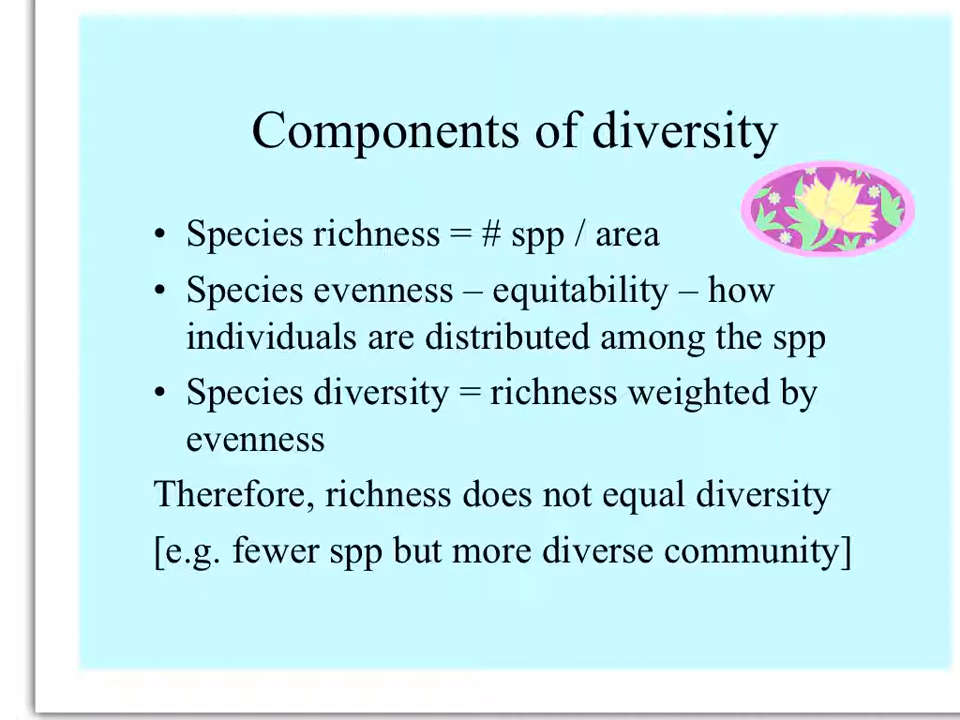 Components of diversity
• Species richness = # spp / area
• Species evenness – equitability – how
individuals are distributed among the spp
• Species diversity = richness weighted by
evenness
Therefore, richness does not equal diversity
[e.g. fewer spp but more diverse community]